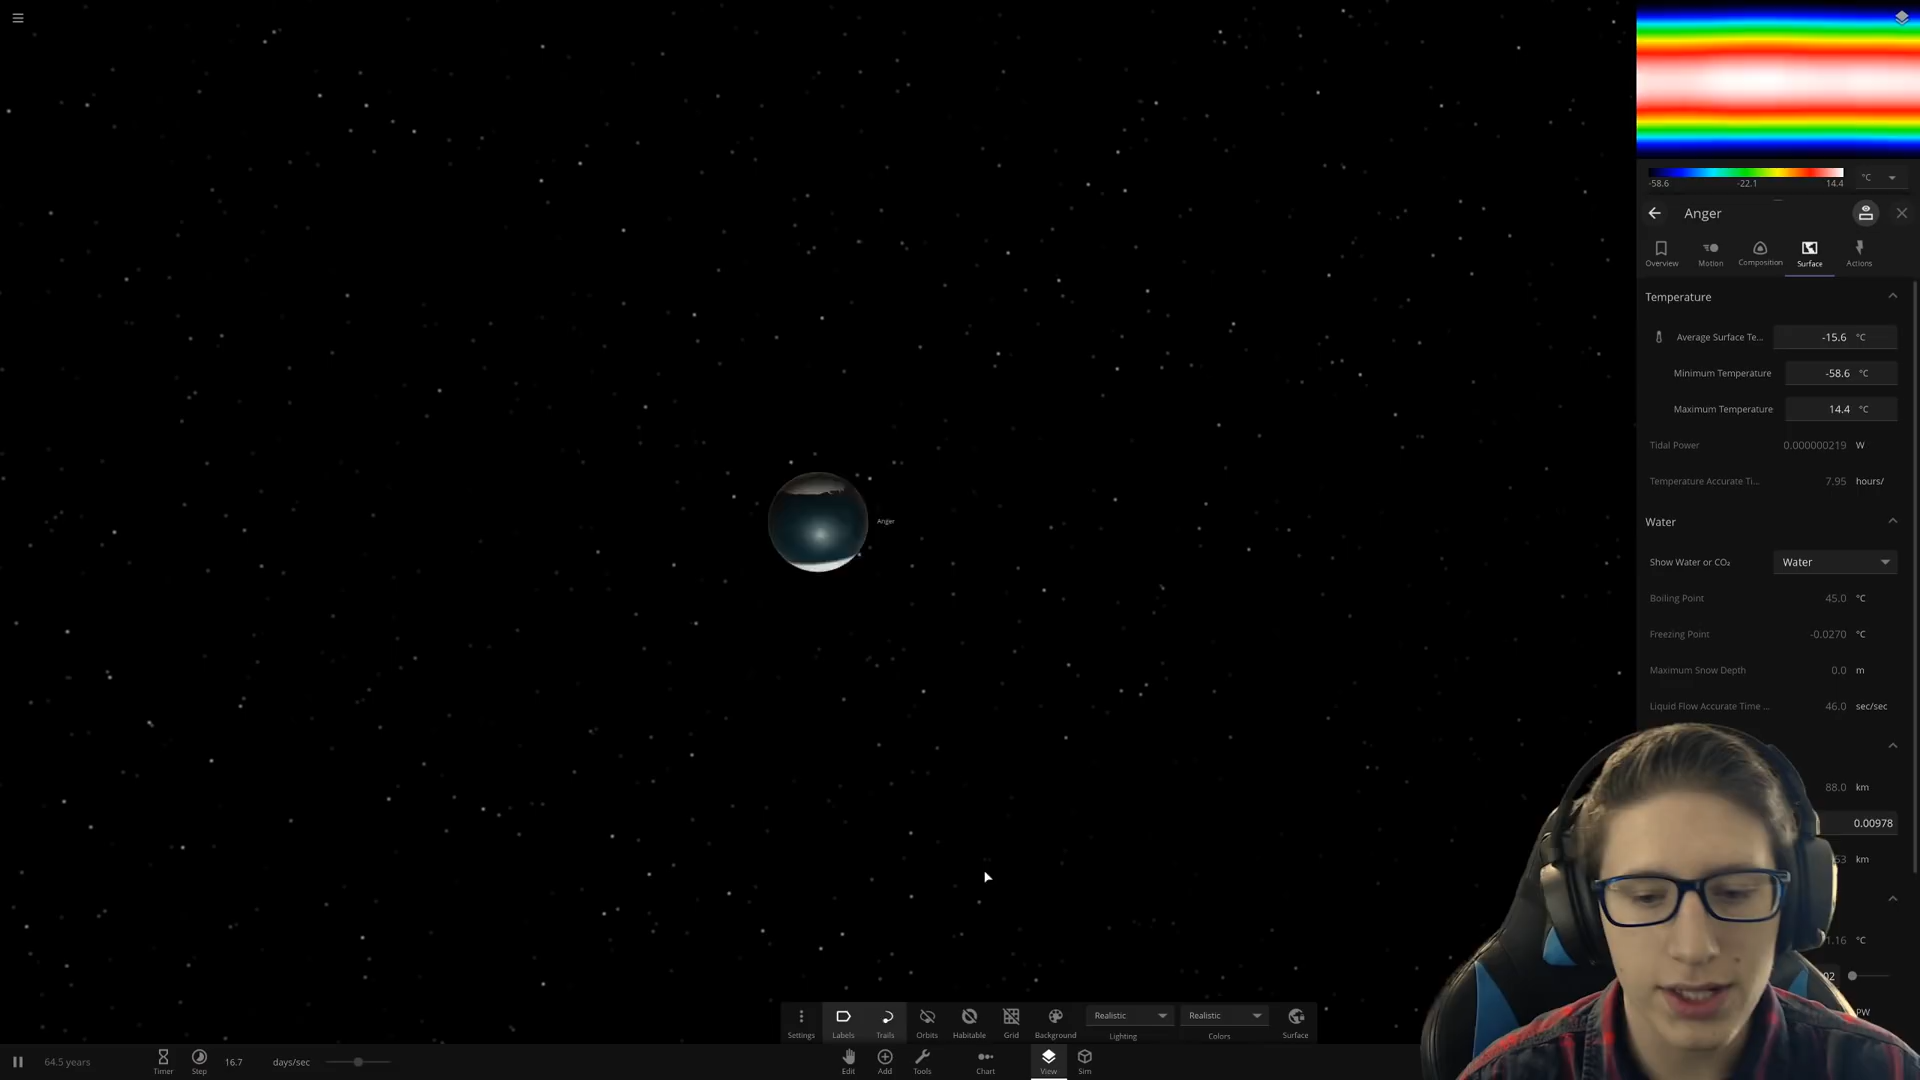 -58.6 -22.1 14.4 °C
Anger
Overview Motion Composition Surface Actions
Temperature
Average Surface Te... -15.6 °C
Minimum Temperature -58.6 °C
Maximum Temperature 14.4 °C
Tidal Power 0.000000219 W
Temperature Accurate Ti... 7.95 hours/
Water
Show Water or CO₂ Water
Boiling Point 45.0 °C
Freezing Point -0.0270 °C
Maximum Snow Depth 0.0 m
Liquid Flow Accurate Time ... 46.0 sec/sec
88.0 km
0.00978
53 km
1.16 °C
02
PW
Anger
Settings Labels Trails Orbits Habitable Grid Background Realistic Lighting Realistic Colors Surface
64.5 years Timer Step 16.7 days/sec Edit Add Tools Chart View Sim